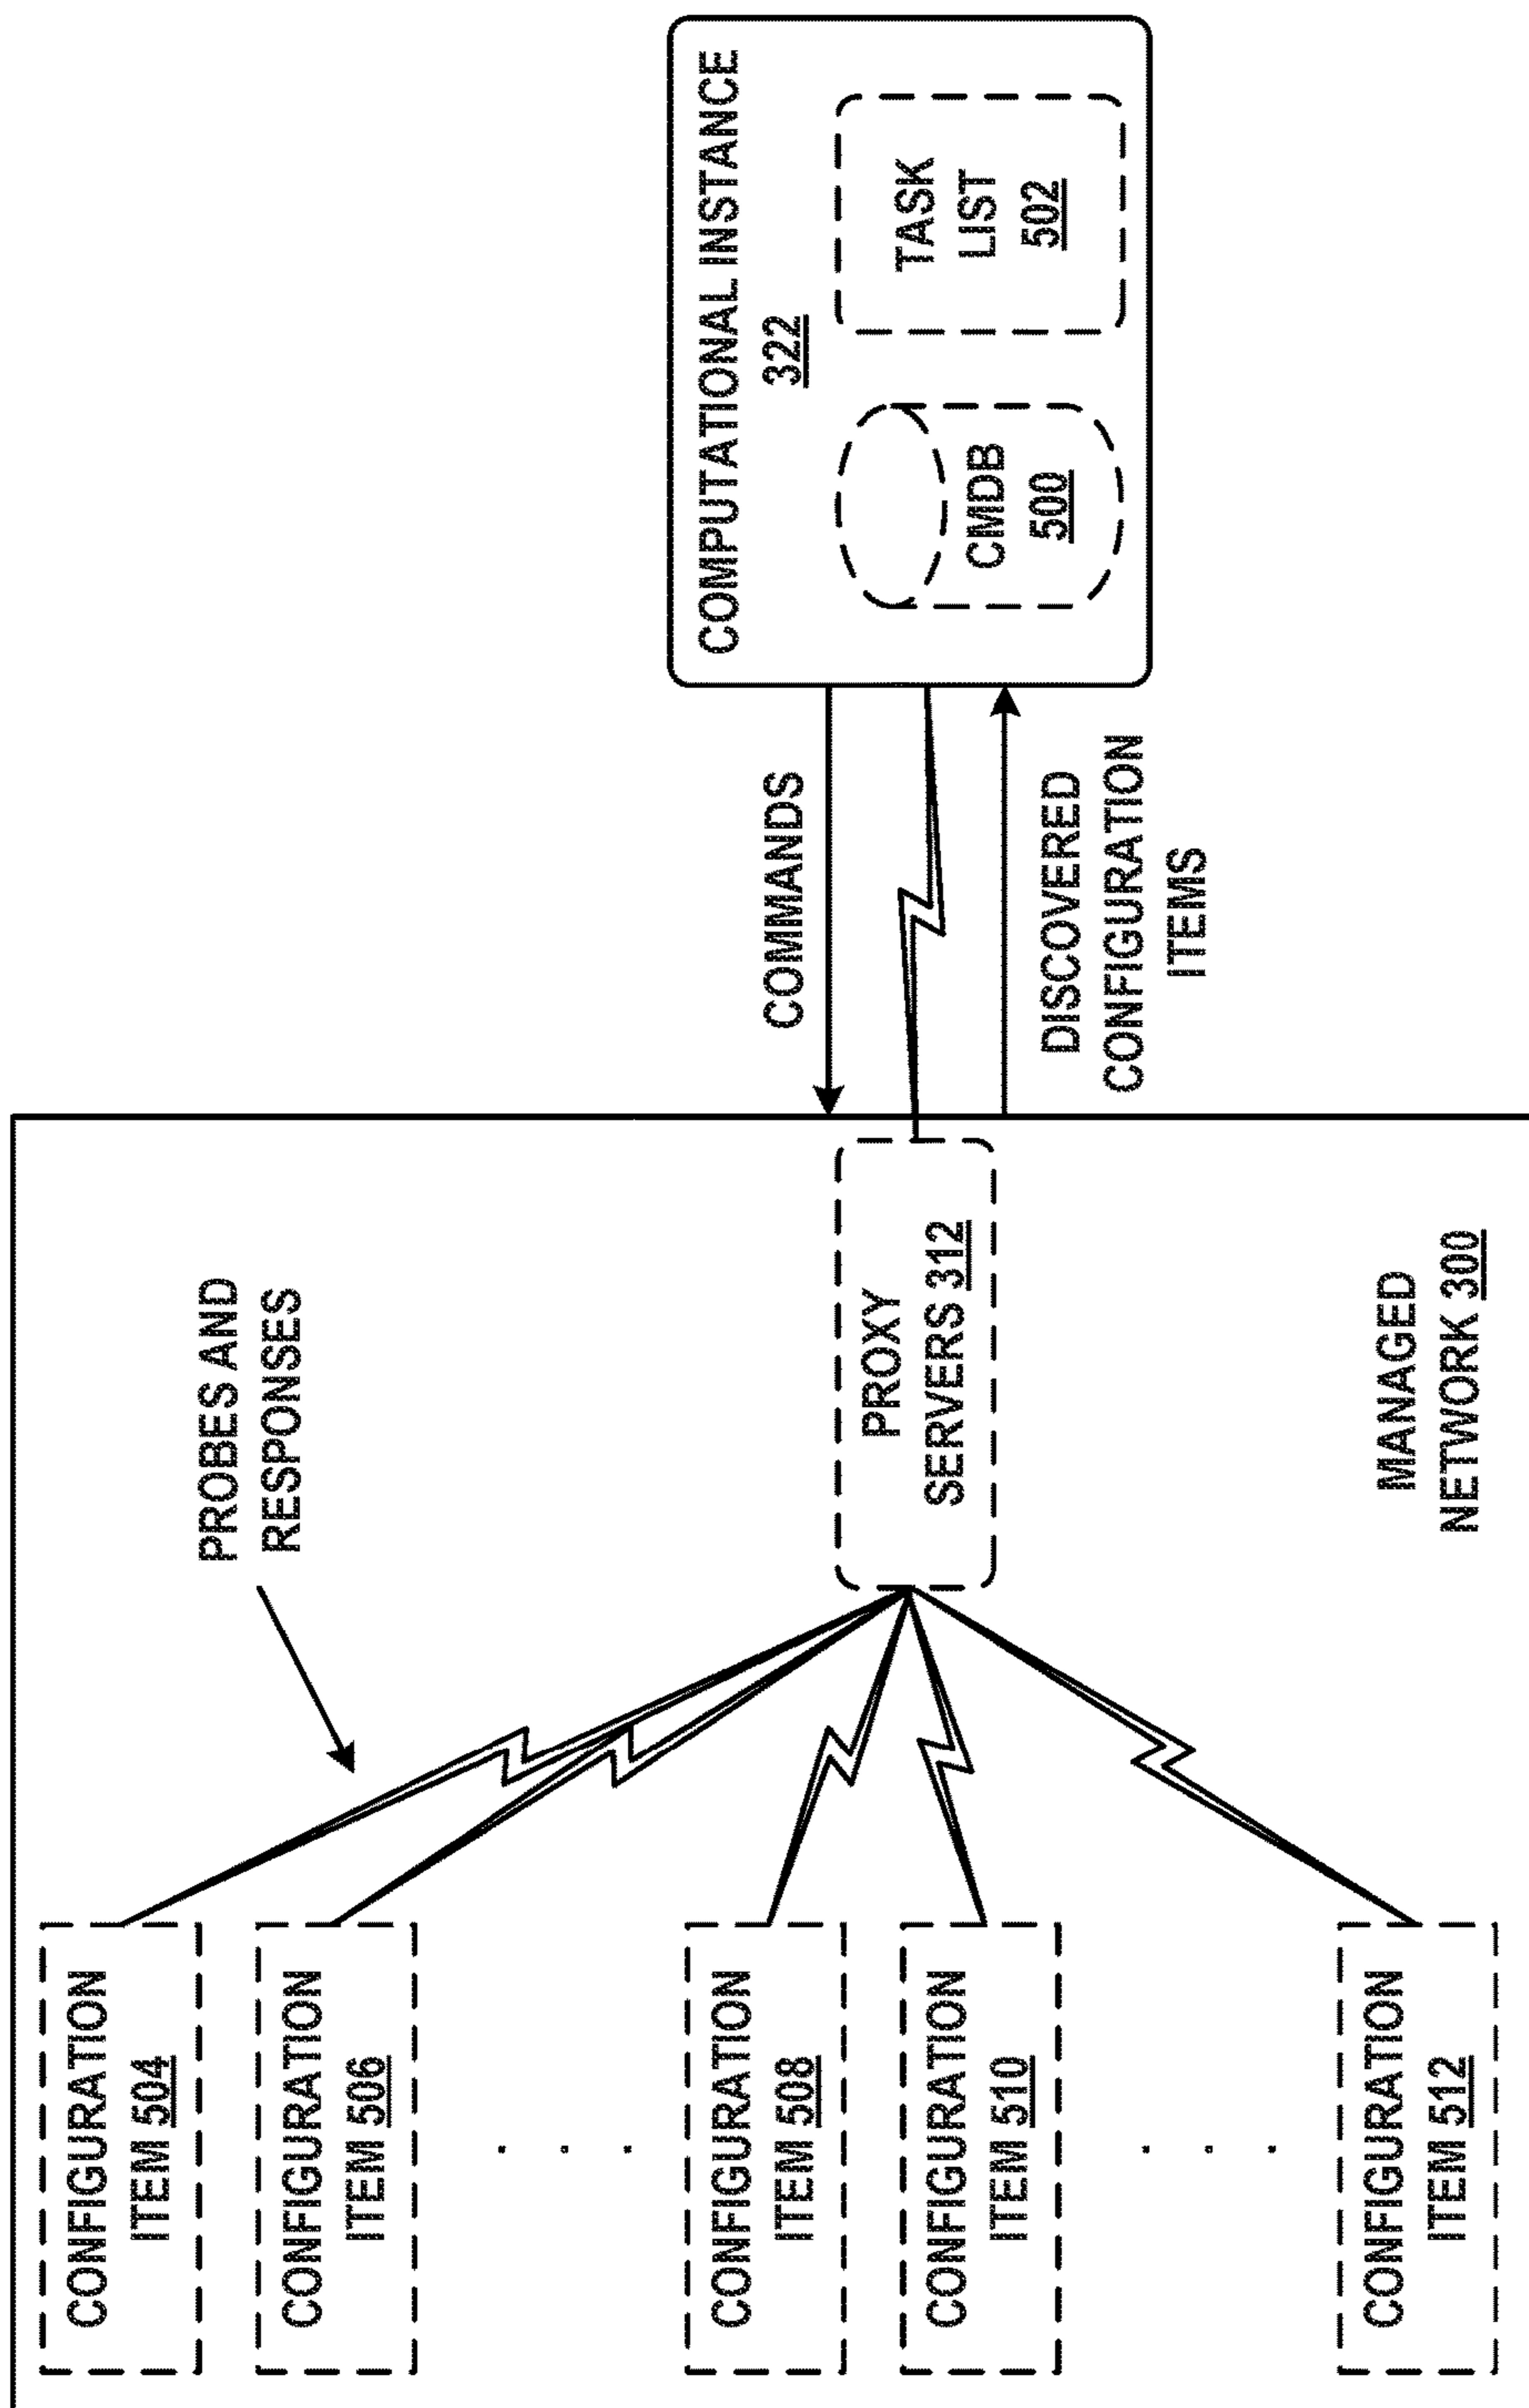 CONFIGURATION
ITEM 504
CONFIGURATION
ITEM 506
. . .
CONFIGURATION
ITEM 508
CONFIGURATION
ITEM 510
. . .
CONFIGURATION
ITEM 512
PROBES AND
RESPONSES
PROXY
SERVERS 312
MANAGED
NETWORK 300
COMMANDS
DISCOVERED
CONFIGURATION
ITEMS
COMPUTATIONAL INSTANCE
322
CMDB
500
TASK
LIST
502